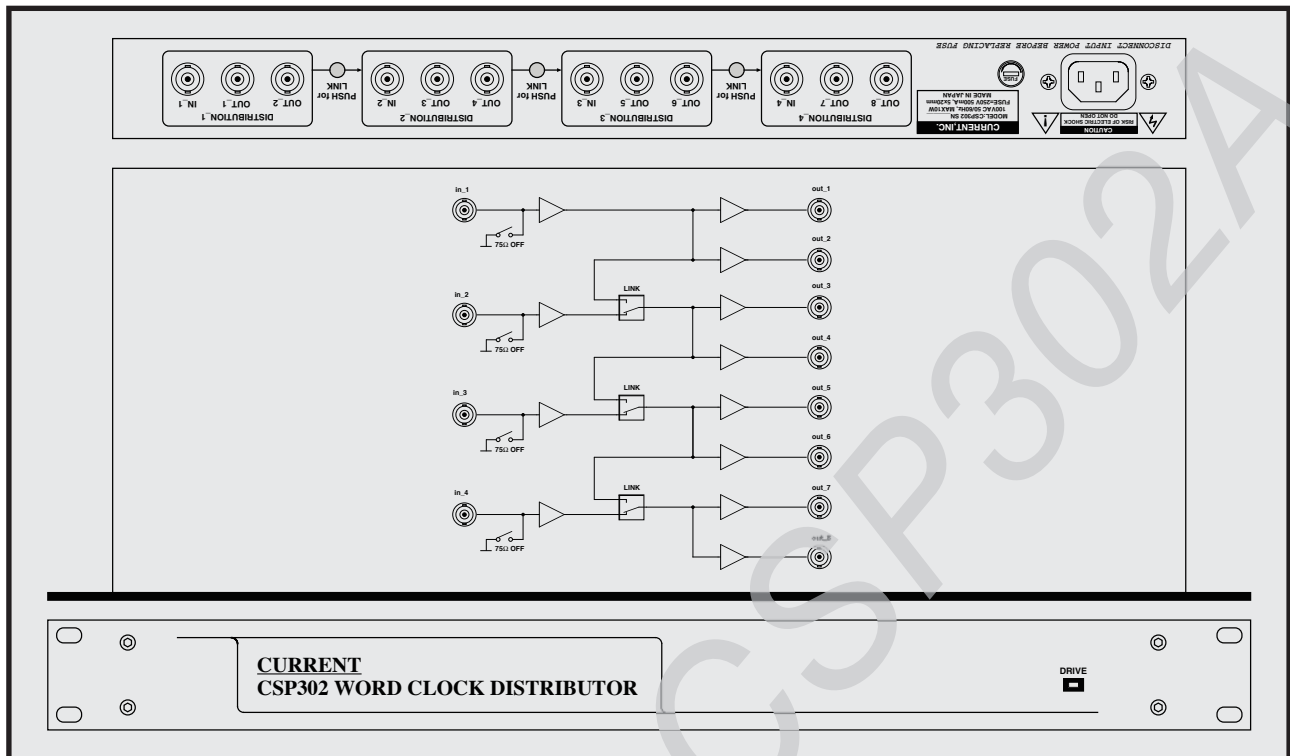 DISCONNECT INPUT POWER BEFORE REPLACING FUSE
IN_1 OUT_1 OUT_2
DISTRIBUTION_1
PUSH for
LINK
IN_2 OUT_3 OUT_4
DISTRIBUTION_2
PUSH for
LINK
IN_3 OUT_5 OUT_6
DISTRIBUTION_3
PUSH for
LINK
IN_4 OUT_7 OUT_8
DISTRIBUTION_4
FUSE
CURRENT,INC.
MODEL:CSP302 SN
100VAC 50/60Hz, MAX10W
FUSE=250V 500mA, 5x20mm
MADE IN JAPAN
CAUTION
RISK OF ELECTRIC SHOCK
DO NOT OPEN
in_1
75Ω OFF
in_2
75Ω OFF
in_3
75Ω OFF
in_4
75Ω OFF
LINK
LINK
LINK
out_1
out_2
out_3
out_4
out_5
out_6
out_7
out_8
CURRENT
CSP302 WORD CLOCK DISTRIBUTOR
DRIVE
CSP302A